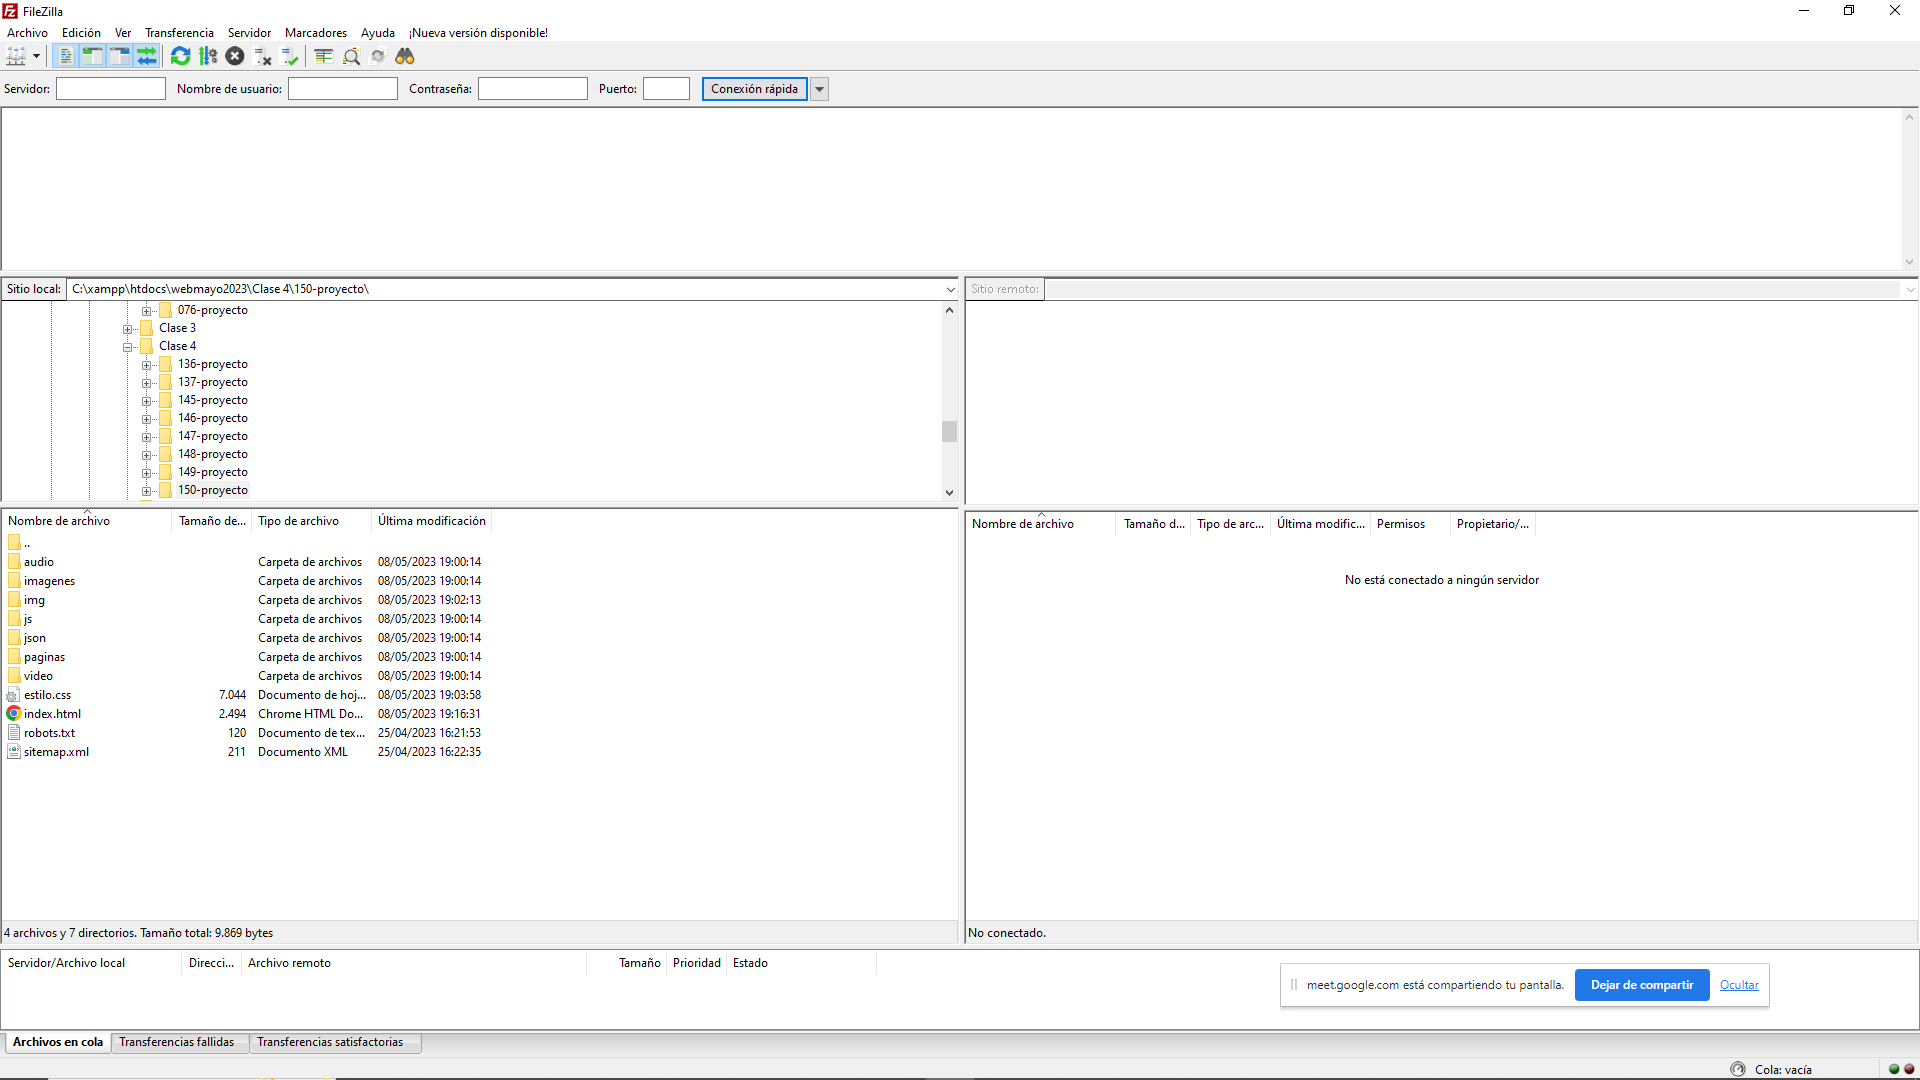 FileZilla
Archivo Edición Ver Transferencia Servidor Marcadores Ayuda ¡Nueva versión disponible!
Servidor: Nombre de usuario: Contraseña: Puerto: Conexión rápida
Sitio local: C:\xampp\htdocs\webmayo2023\Clase 4\150-proyecto\
076-proyecto
Clase 3
Clase 4
136-proyecto
137-proyecto
145-proyecto
146-proyecto
147-proyecto
148-proyecto
149-proyecto
150-proyecto
Nombre de archivo Tamaño de... Tipo de archivo Última modificación
..
audio Carpeta de archivos 08/05/2023 19:00:14
imagenes Carpeta de archivos 08/05/2023 19:00:14
img Carpeta de archivos 08/05/2023 19:02:13
js Carpeta de archivos 08/05/2023 19:00:14
json Carpeta de archivos 08/05/2023 19:00:14
paginas Carpeta de archivos 08/05/2023 19:00:14
video Carpeta de archivos 08/05/2023 19:00:14
estilo.css 7.044 Documento de hoj... 08/05/2023 19:03:58
index.html 2.494 Chrome HTML Do... 08/05/2023 19:16:31
robots.txt 120 Documento de tex... 25/04/2023 16:21:53
sitemap.xml 211 Documento XML 25/04/2023 16:22:35
4 archivos y 7 directorios. Tamaño total: 9.869 bytes
Sitio remoto:
Nombre de archivo Tamaño d... Tipo de arc... Última modific... Permisos Propietario/...
No está conectado a ningún servidor
No conectado.
Servidor/Archivo local Direcci... Archivo remoto Tamaño Prioridad Estado
meet.google.com está compartiendo tu pantalla. Dejar de compartir Ocultar
Archivos en cola Transferencias fallidas Transferencias satisfactorias
Cola: vacía